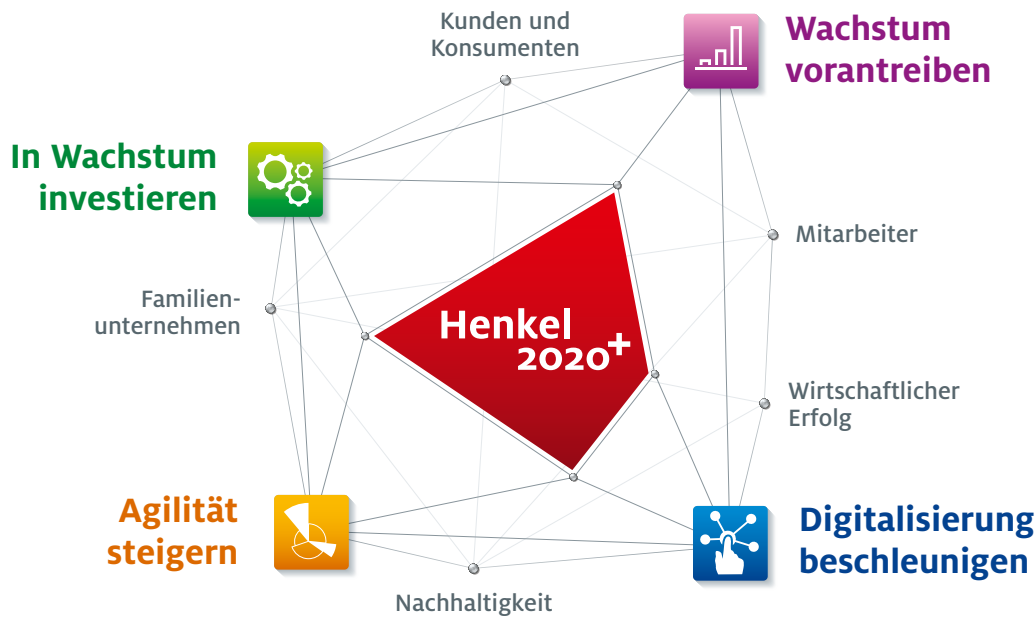 Kunden und
Konsumenten
Wachstum
vorantreiben
In Wachstum
investieren
Mitarbeiter
Familien-
unternehmen
Henkel
2020+
Wirtschaftlicher
Erfolg
Agilität
steigern
Digitalisierung
beschleunigen
Nachhaltigkeit